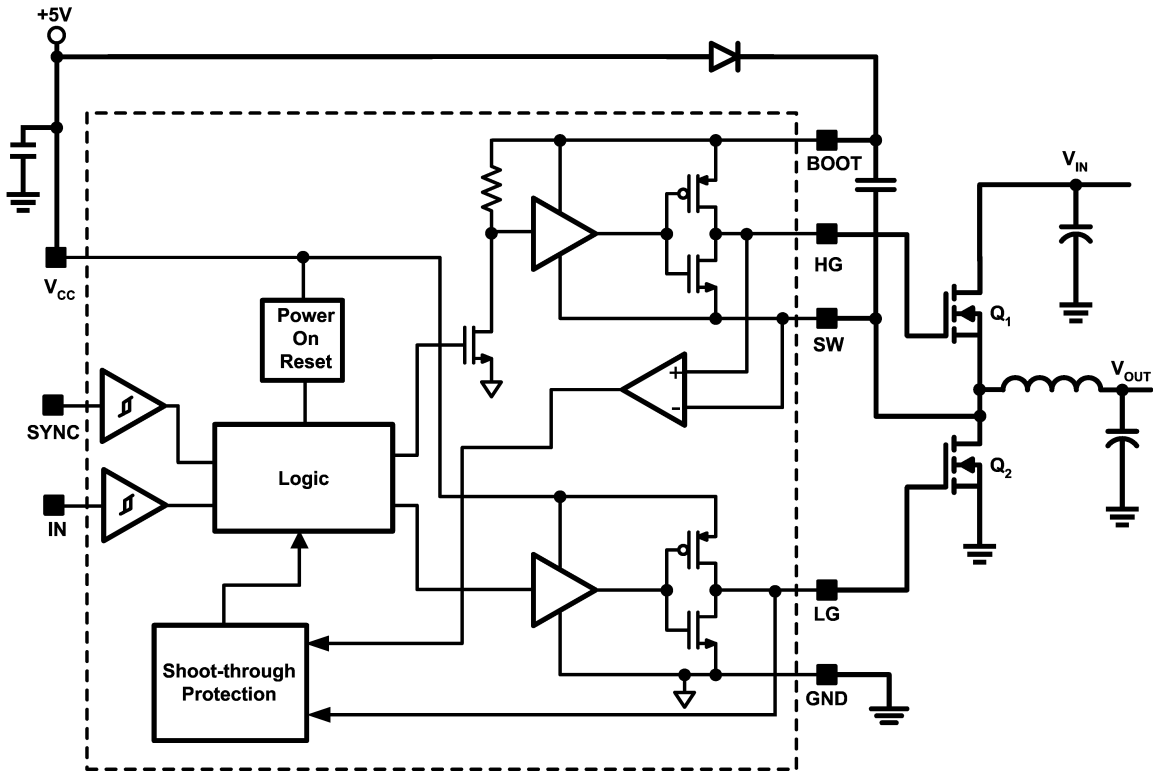 +5V
BOOT
V_IN
HG
V_CC
Power
On
Reset
Q_1
SW
+
-
V_OUT
SYNC
Logic
Q_2
IN
LG
Shoot-through
Protection
GND